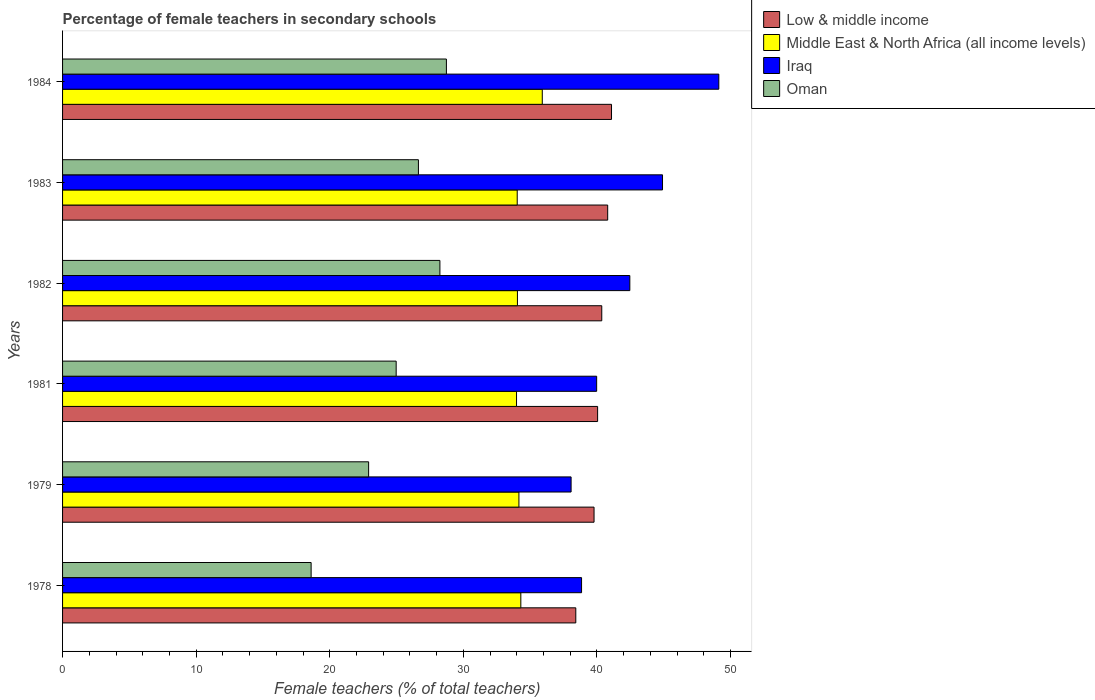 Percentage of female teachers in secondary schools
Low & middle income
Middle East & North Africa (all income levels)
Iraq
Oman
1984
1983
1982
1981
1979
1978
Years
0
10
20
30
40
50
Female teachers (% of total teachers)